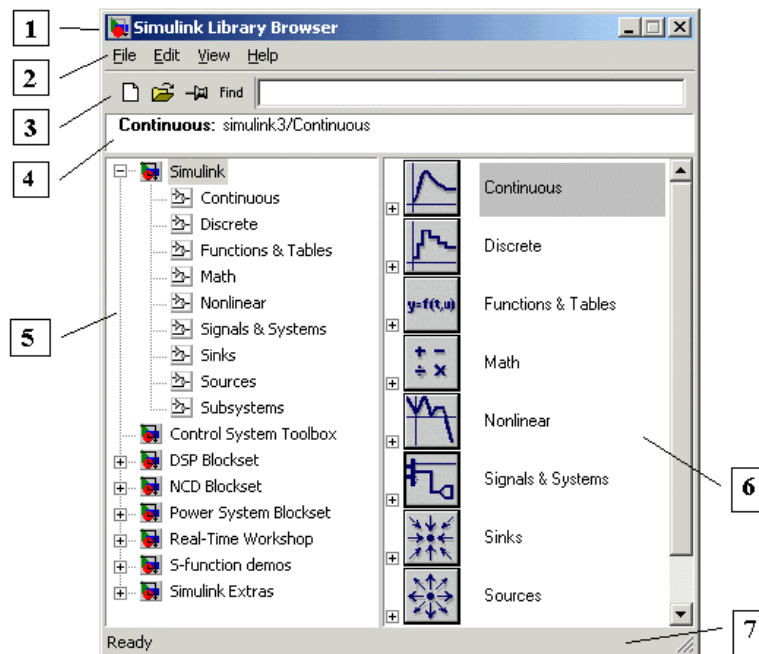 1
Simulink Library Browser
2
File Edit View Help
3
Find
4
Continuous: simulink3/Continuous
5
Simulink
Continuous
Discrete
Functions & Tables
Math
Nonlinear
Signals & Systems
Sinks
Sources
Subsystems
Control System Toolbox
DSP Blockset
NCD Blockset
Power System Blockset
Real-Time Workshop
S-function demos
Simulink Extras
Continuous
Discrete
y=f(t,u) Functions & Tables
+ − ÷ × Math
Nonlinear
Signals & Systems
Sinks
Sources
6
Ready
7